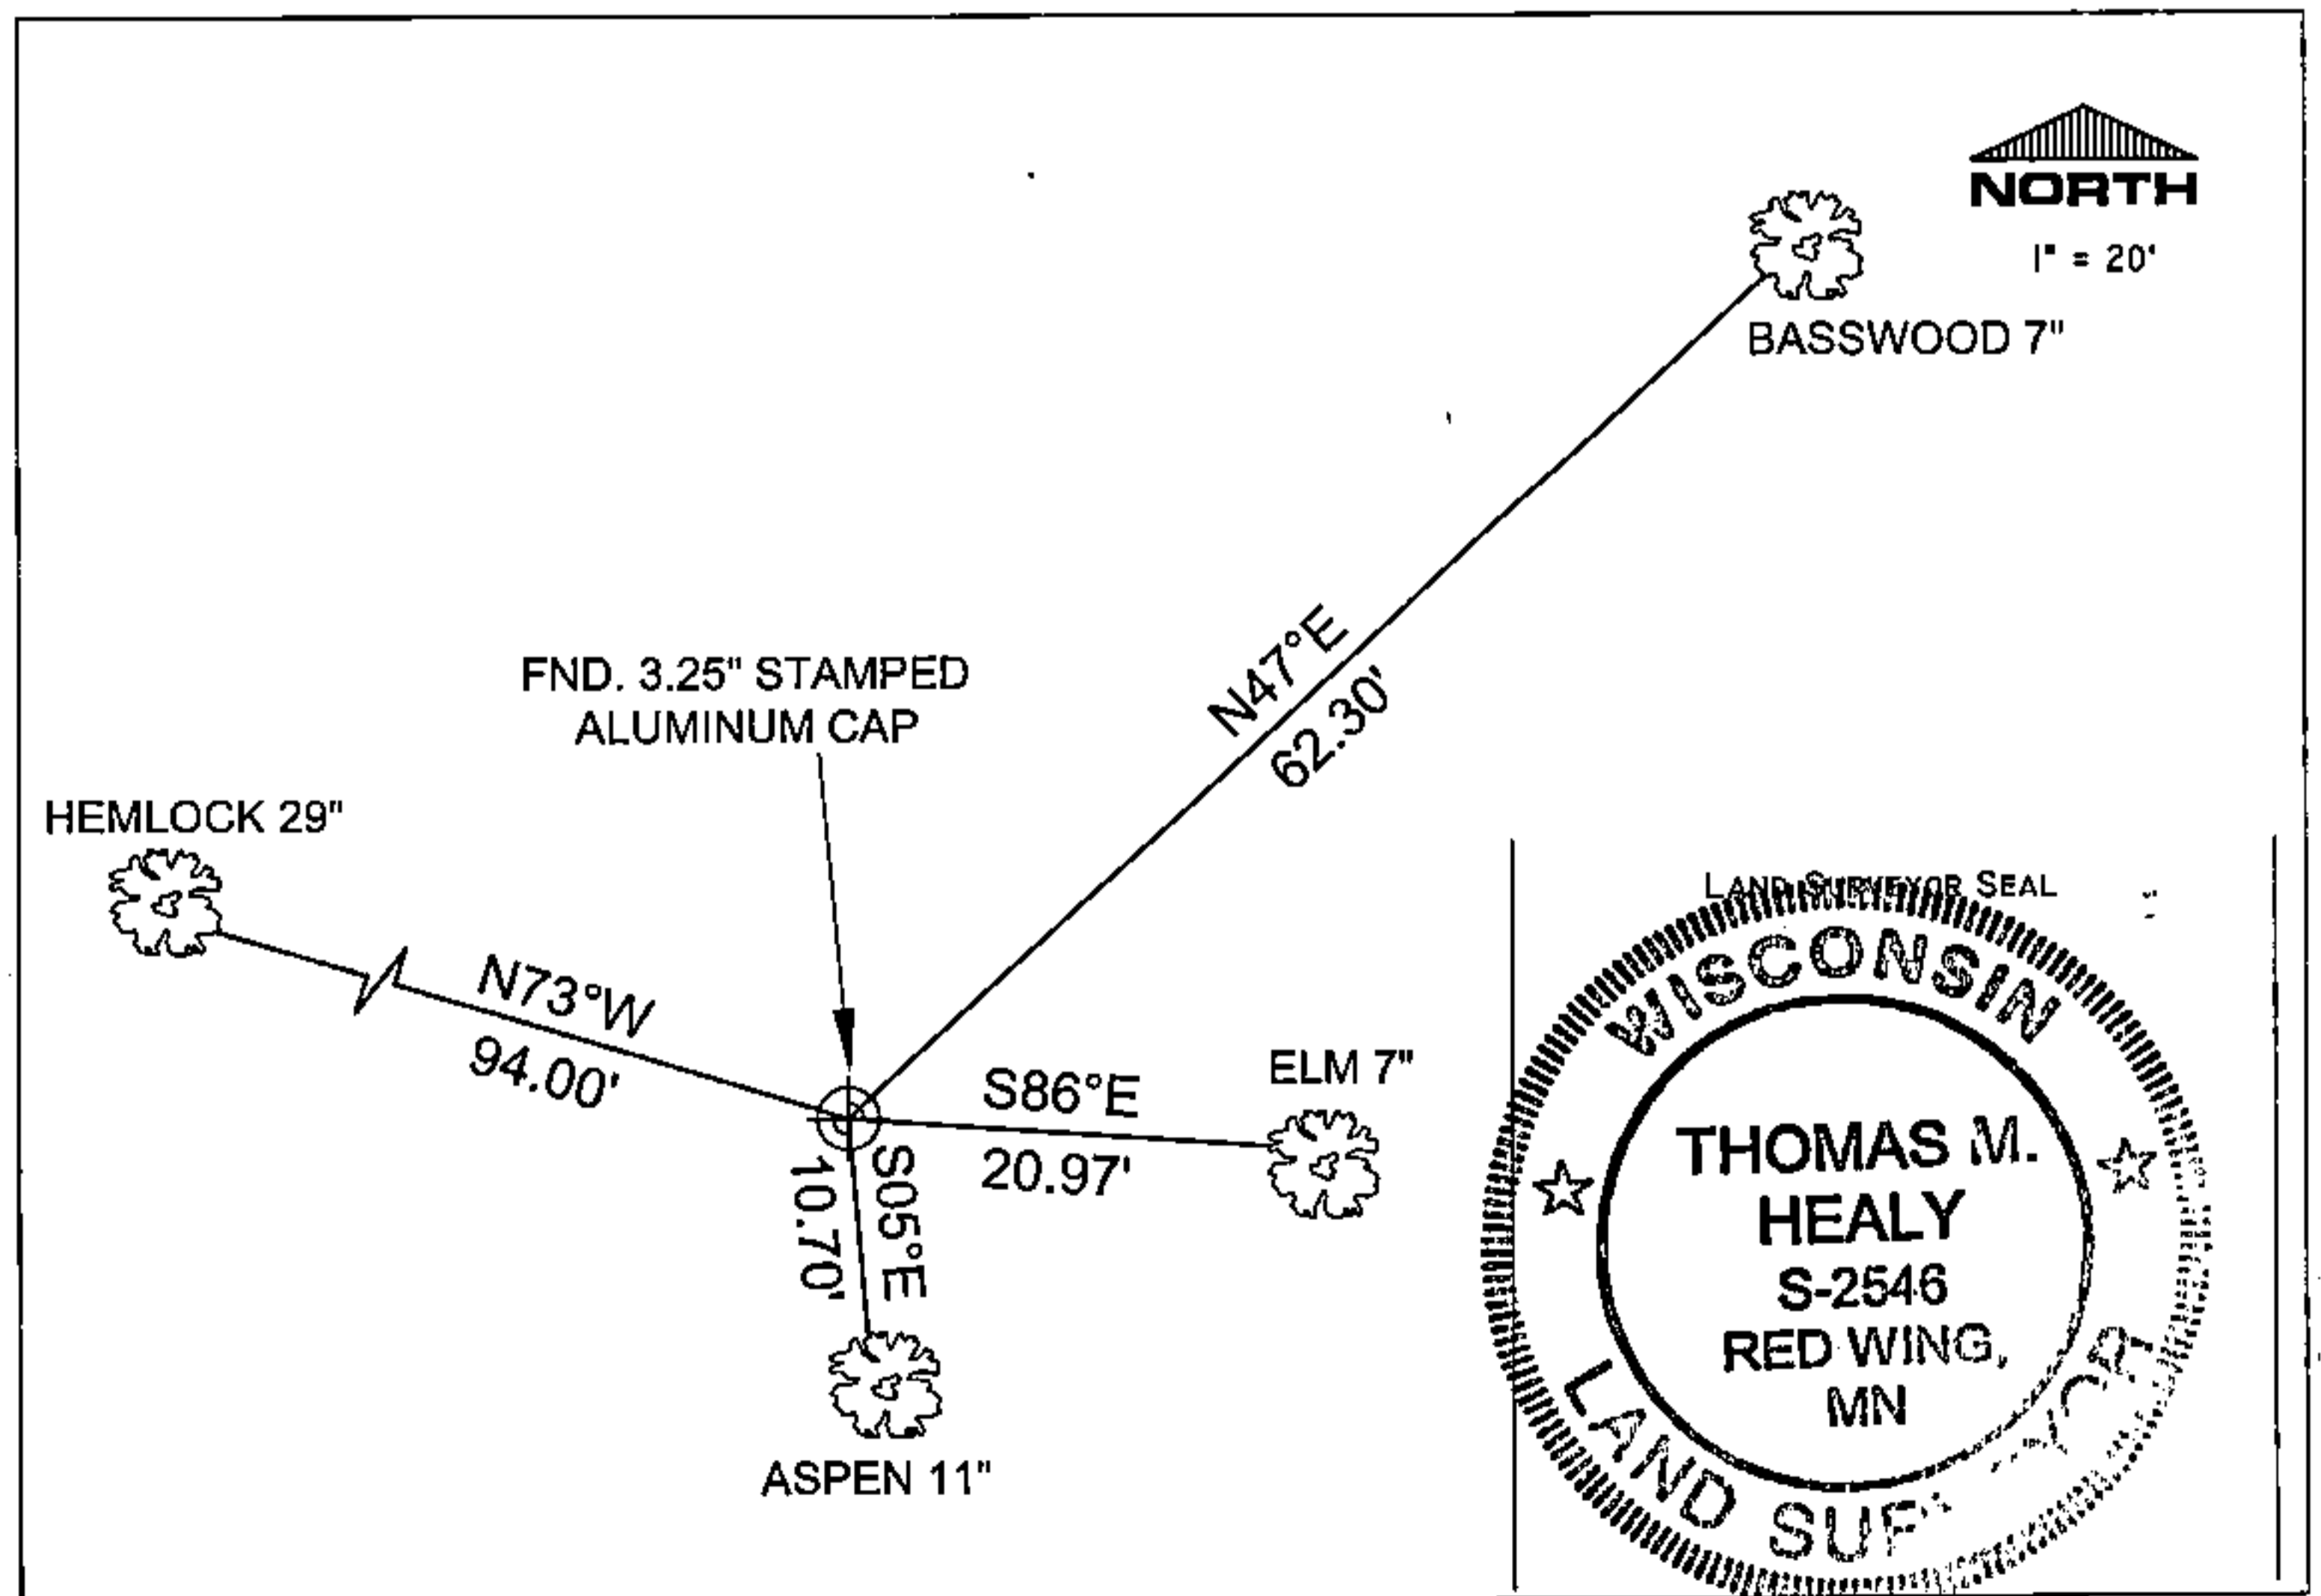 NORTH
1" = 20'
BASSWOOD 7"
N47°E
62.30'
FND. 3.25" STAMPED
ALUMINUM CAP
HEMLOCK 29"
N73°W
94.00'
S86°E
20.97'
ELM 7"
S05°E
10.70'
ASPEN 11"
LAND SURVEYOR SEAL
WISCONSIN
THOMAS M.
HEALY
S-2546
RED WING,
MN
LAND